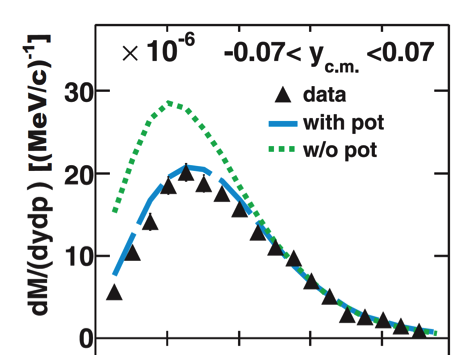 × 10⁻⁶ -0.07< y_c.m. <0.07
data
with pot
w/o pot
dM/(dydp) [(MeV/c)⁻¹]
30
20
10
0